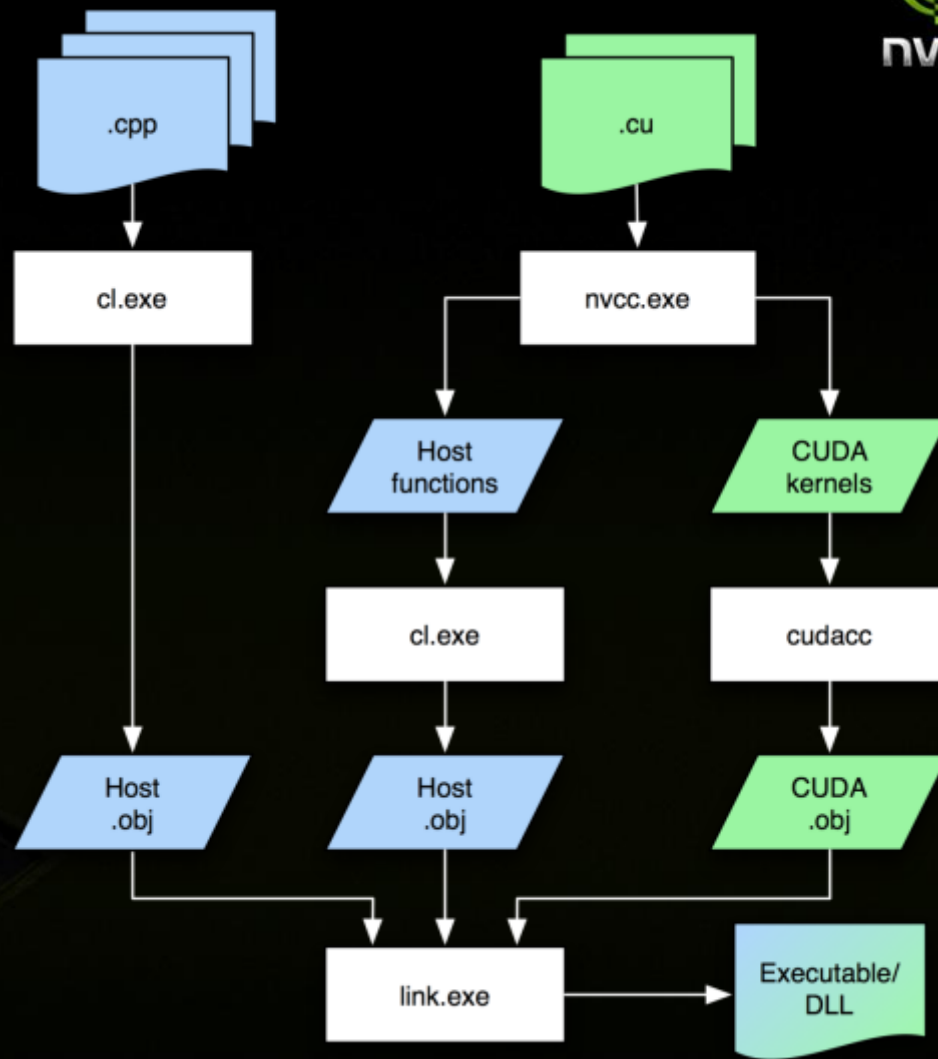 .cpp
.cu
cl.exe
nvcc.exe
Host
functions
CUDA
kernels
cl.exe
cudacc
Host
.obj
Host
.obj
CUDA
.obj
link.exe
Executable/
DLL